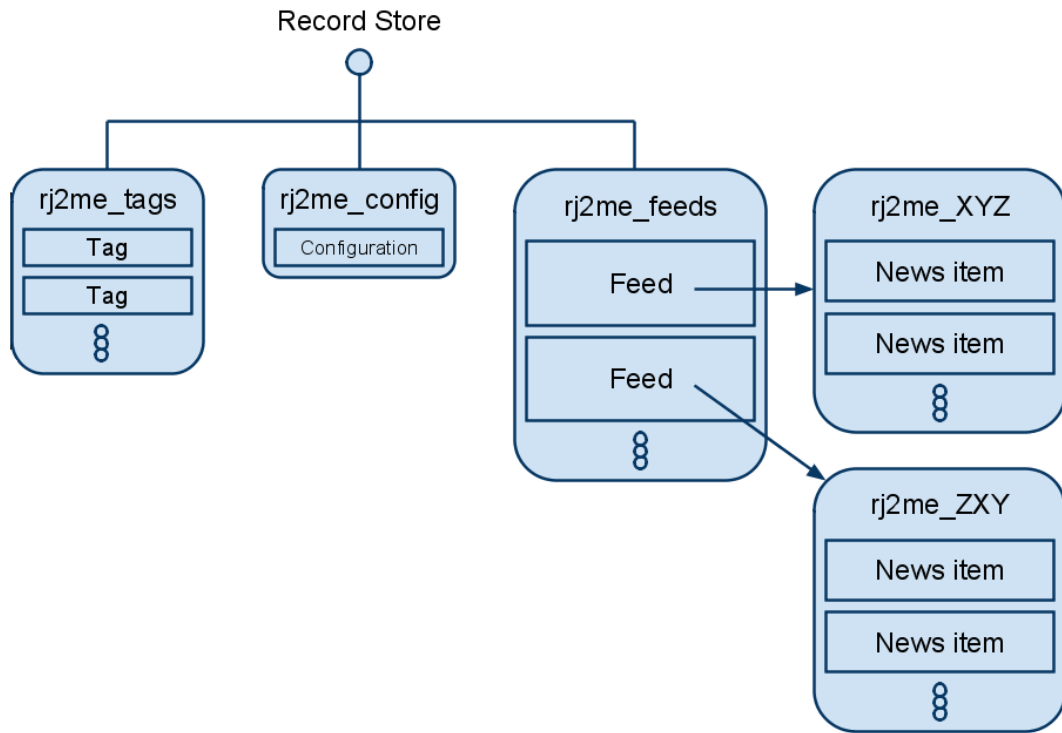 Record Store
rj2me_tags
Tag
Tag
rj2me_config
Configuration
rj2me_feeds
Feed
Feed
rj2me_XYZ
News item
News item
rj2me_ZXY
News item
News item